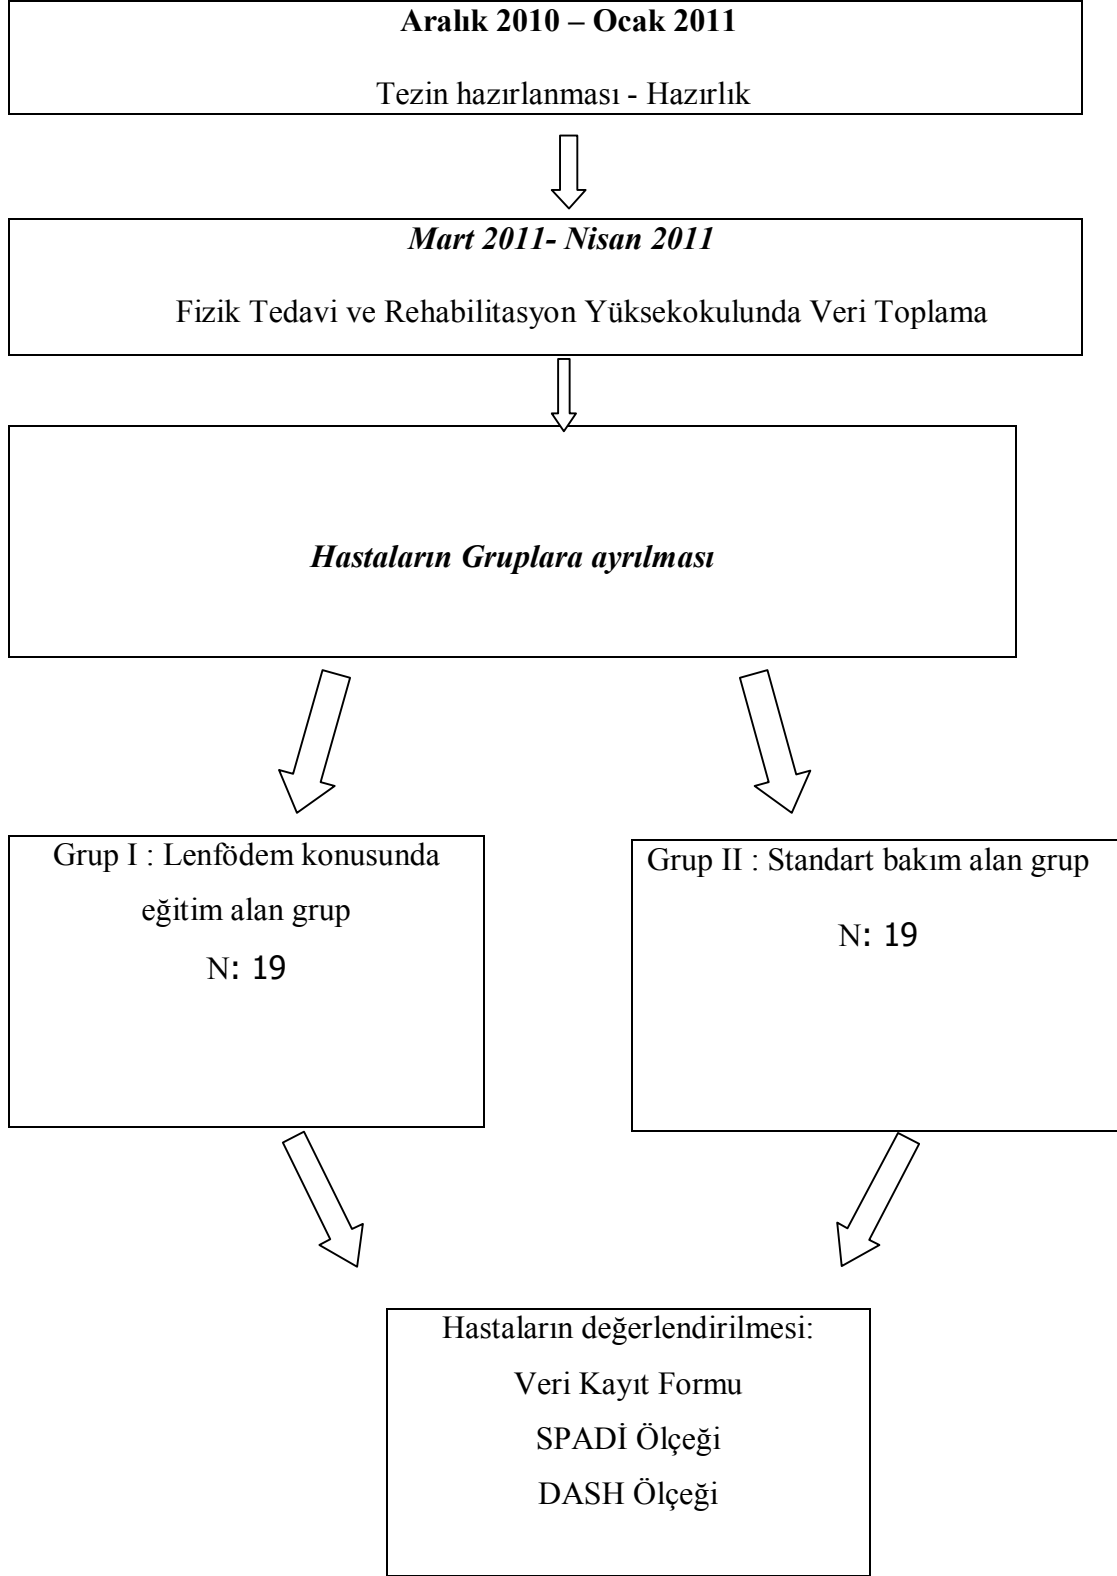 Aralık 2010 – Ocak 2011
Tezin hazırlanması - Hazırlık
Mart 2011- Nisan 2011
Fizik Tedavi ve Rehabilitasyon Yüksekokulunda Veri Toplama
Hastaların Gruplara ayrılması
Grup I : Lenfödem konusunda
eğitim alan grup
N: 19
Grup II : Standart bakım alan grup
N: 19
Hastaların değerlendirilmesi:
Veri Kayıt Formu
SPADİ Ölçeği
DASH Ölçeği